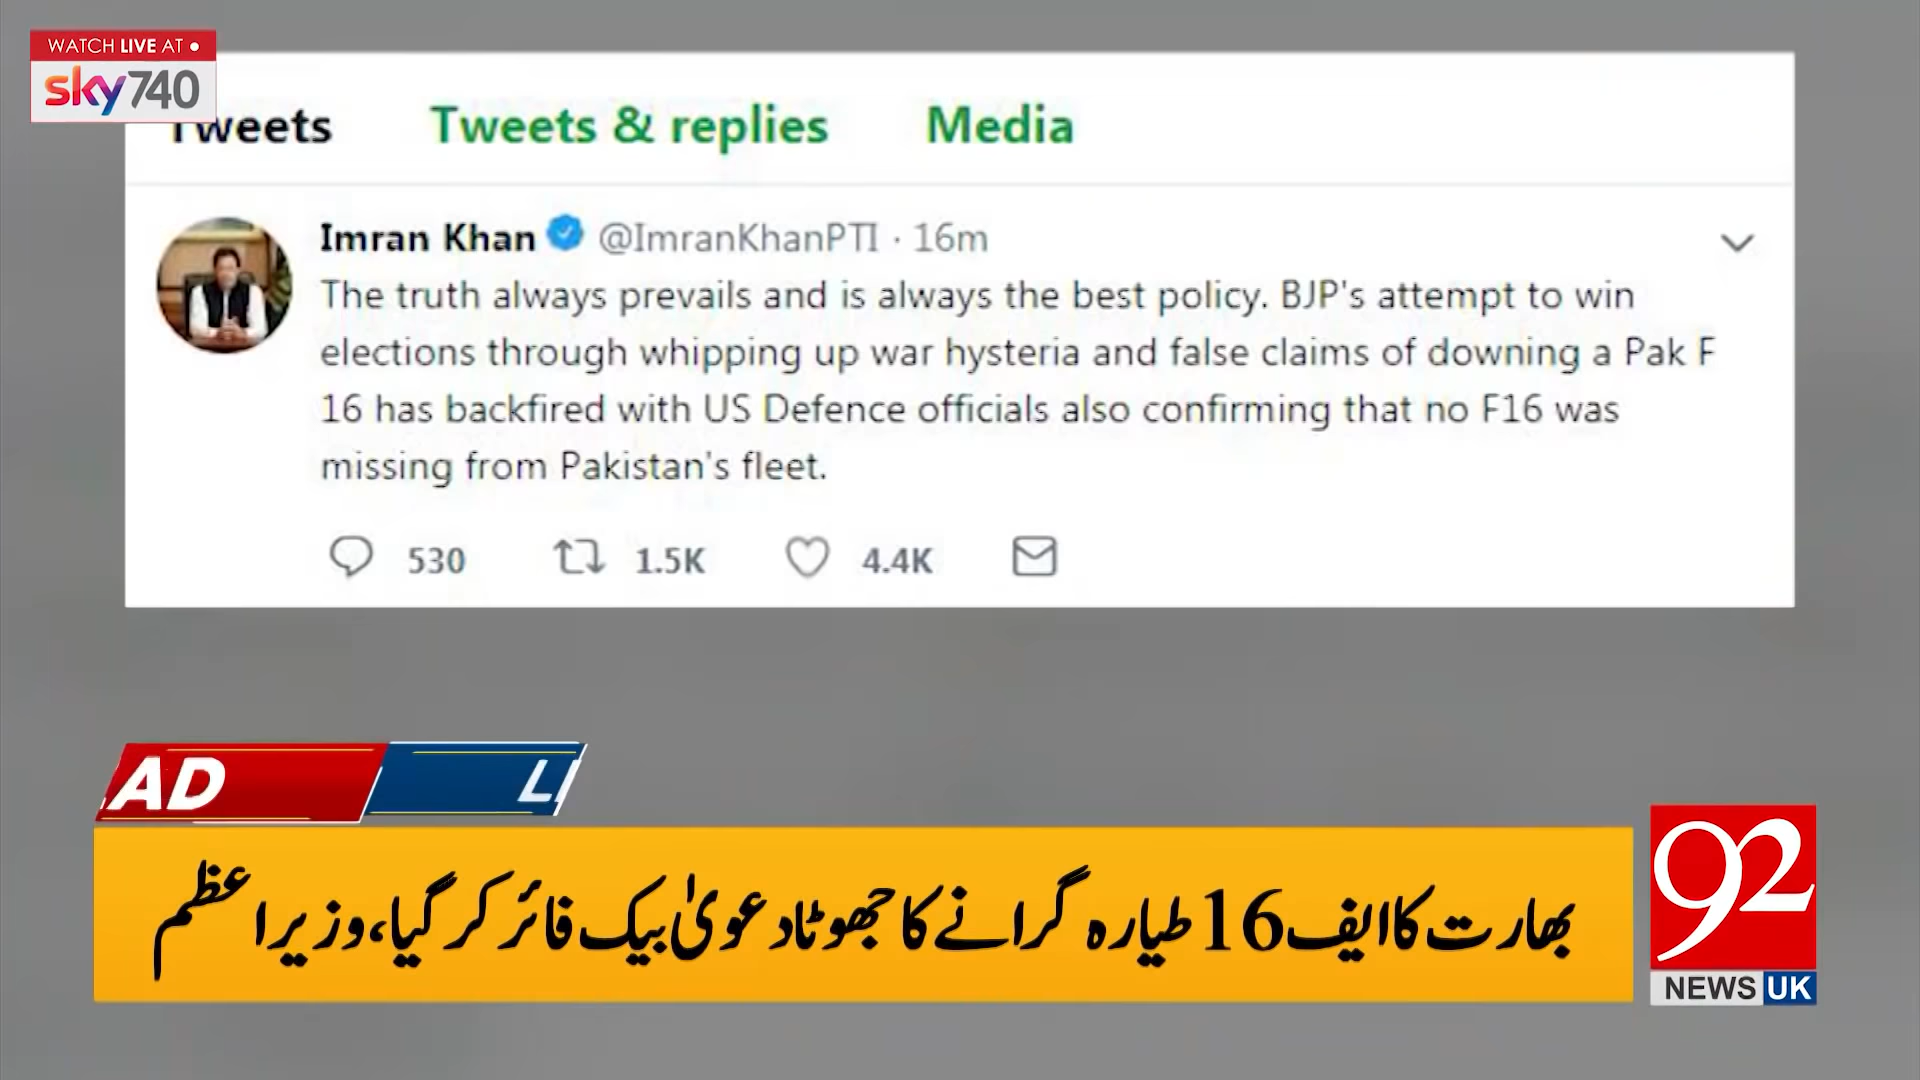 WATCH LIVE AT
sky740
Tweets Tweets & replies Media
Imran Khan @ImranKhanPTI · 16m
The truth always prevails and is always the best policy. BJP's attempt to win
elections through whipping up war hysteria and false claims of downing a Pak F
16 has backfired with US Defence officials also confirming that no F16 was
missing from Pakistan's fleet.
530 1.5K 4.4K
AD LI
بھارت کا ایف 16 طیارہ گرانے کا جھوٹا دعویٰ بیک فائر کر گیا، وزیراعظم
92
NEWS UK